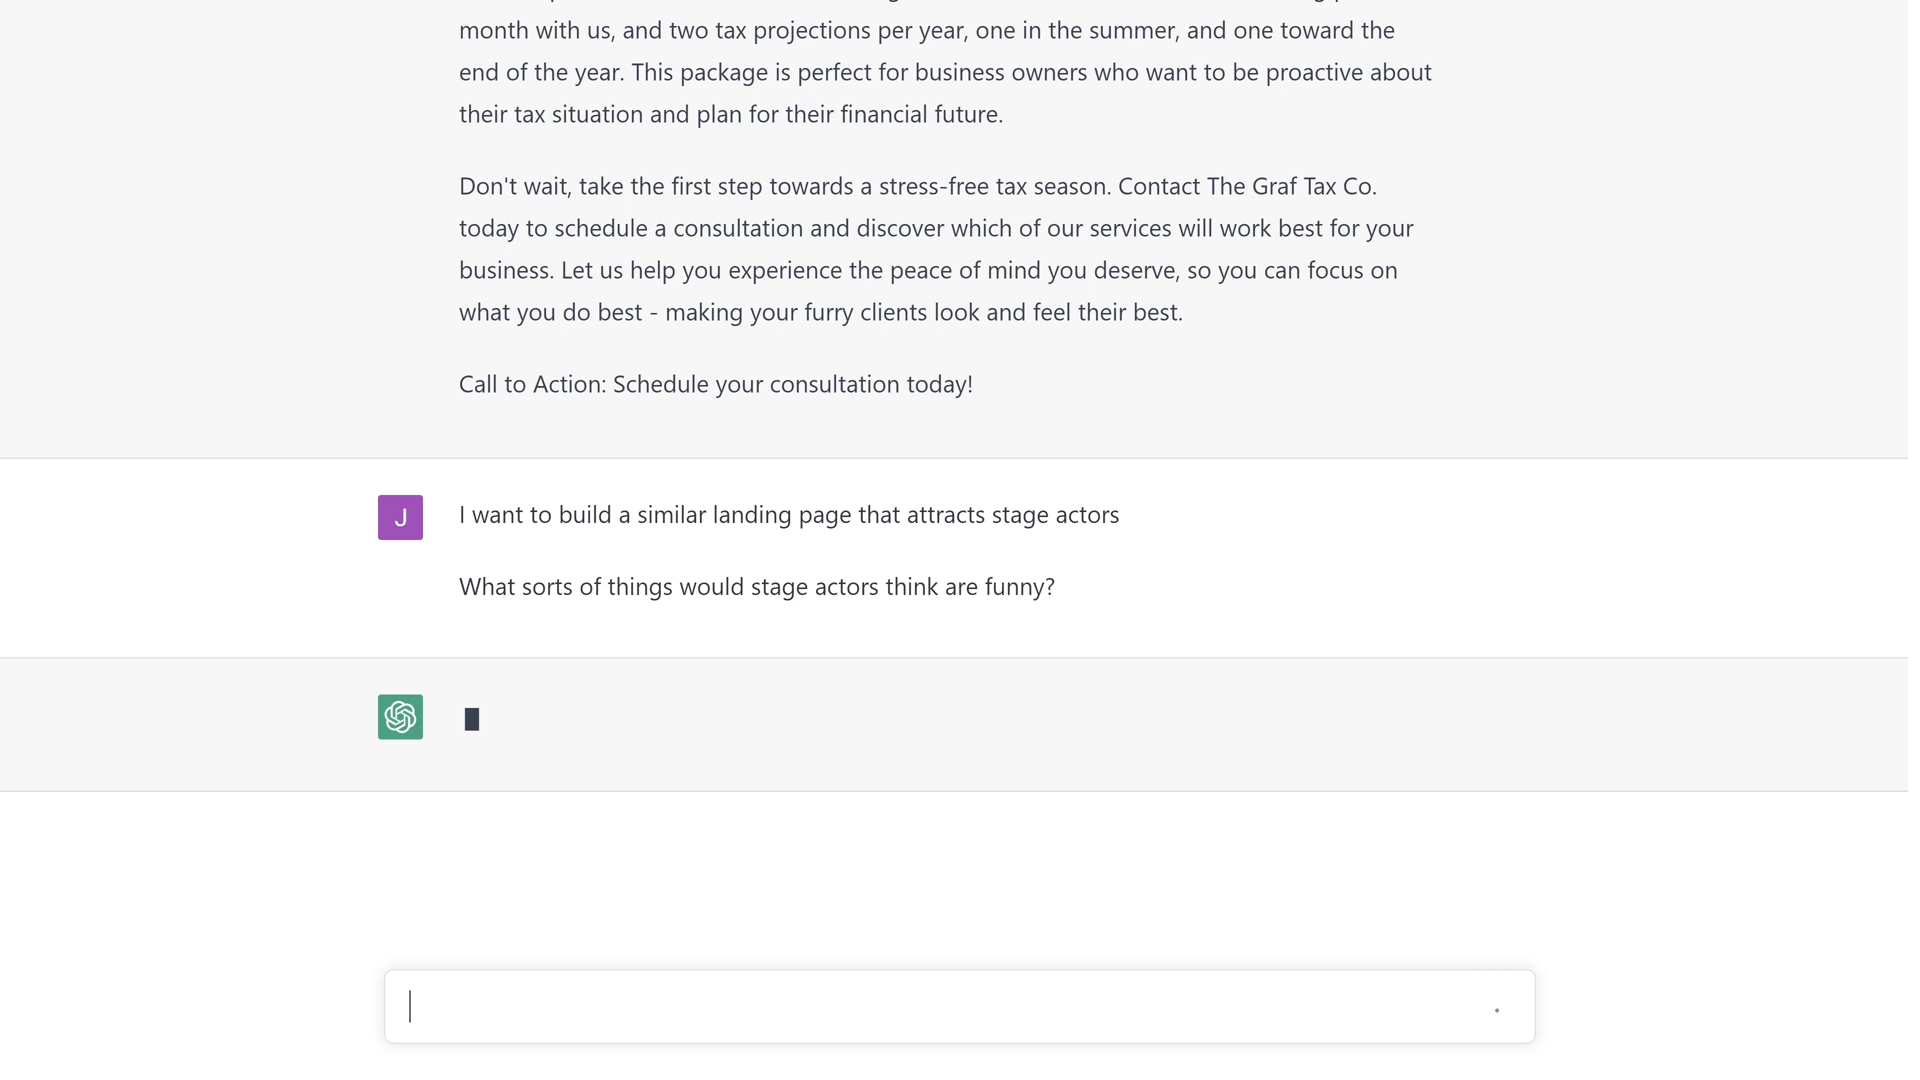 month with us, and two tax projections per year, one in the summer, and one toward the
end of the year. This package is perfect for business owners who want to be proactive about
their tax situation and plan for their financial future.
Don't wait, take the first step towards a stress-free tax season. Contact The Graf Tax Co.
today to schedule a consultation and discover which of our services will work best for your
business. Let us help you experience the peace of mind you deserve, so you can focus on
what you do best - making your furry clients look and feel their best.
Call to Action: Schedule your consultation today!
J
I want to build a similar landing page that attracts stage actors
What sorts of things would stage actors think are funny?